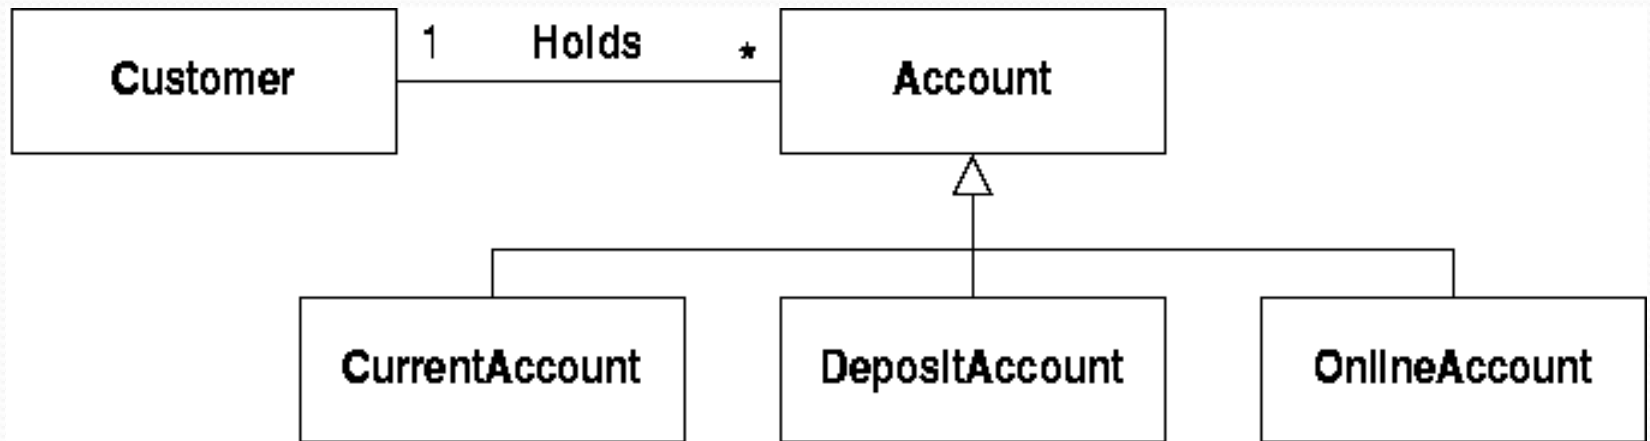 Customer
1 Holds *
Account
CurrentAccount
DepositAccount
OnlineAccount